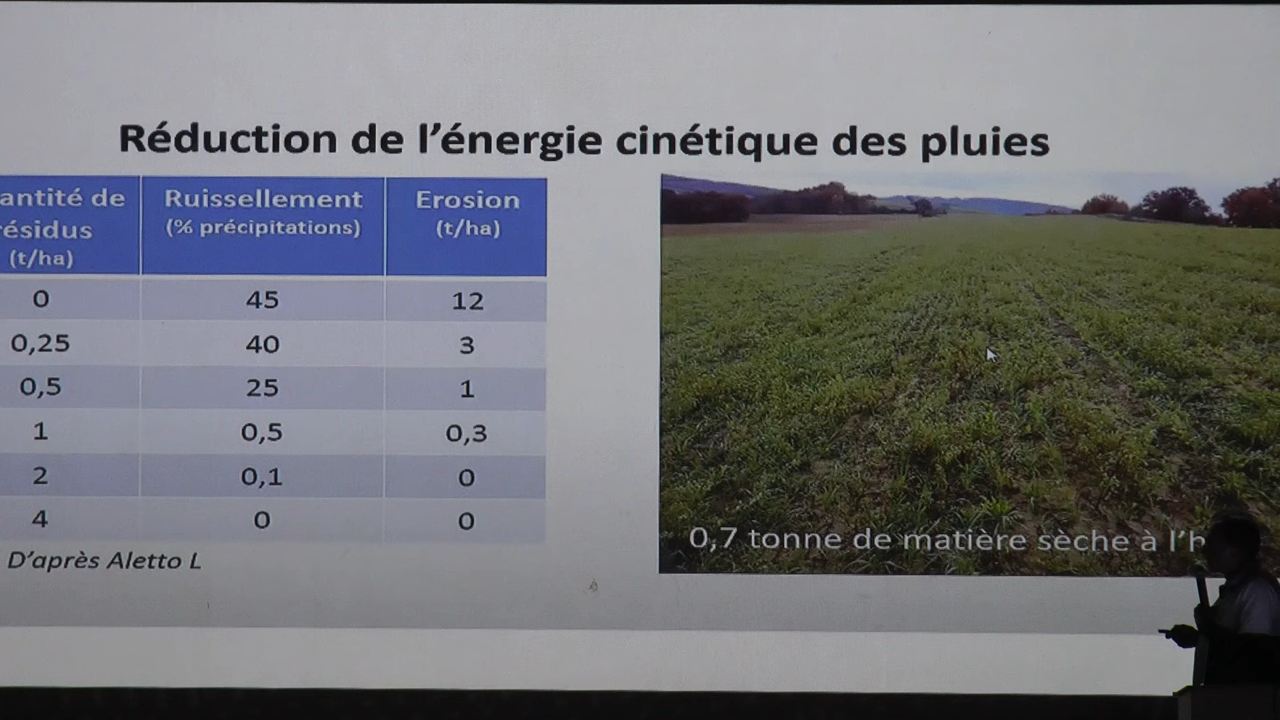 Réduction de l’énergie cinétique des pluies
antité de
ésidus
(t/ha)
Ruissellement
(% précipitations)
Erosion
(t/ha)
0 45 12
0,25 40 3
0,5 25 1
1 0,5 0,3
2 0,1 0
4 0 0
D’après Aletto L
0,7 tonne de matière sèche à l’h